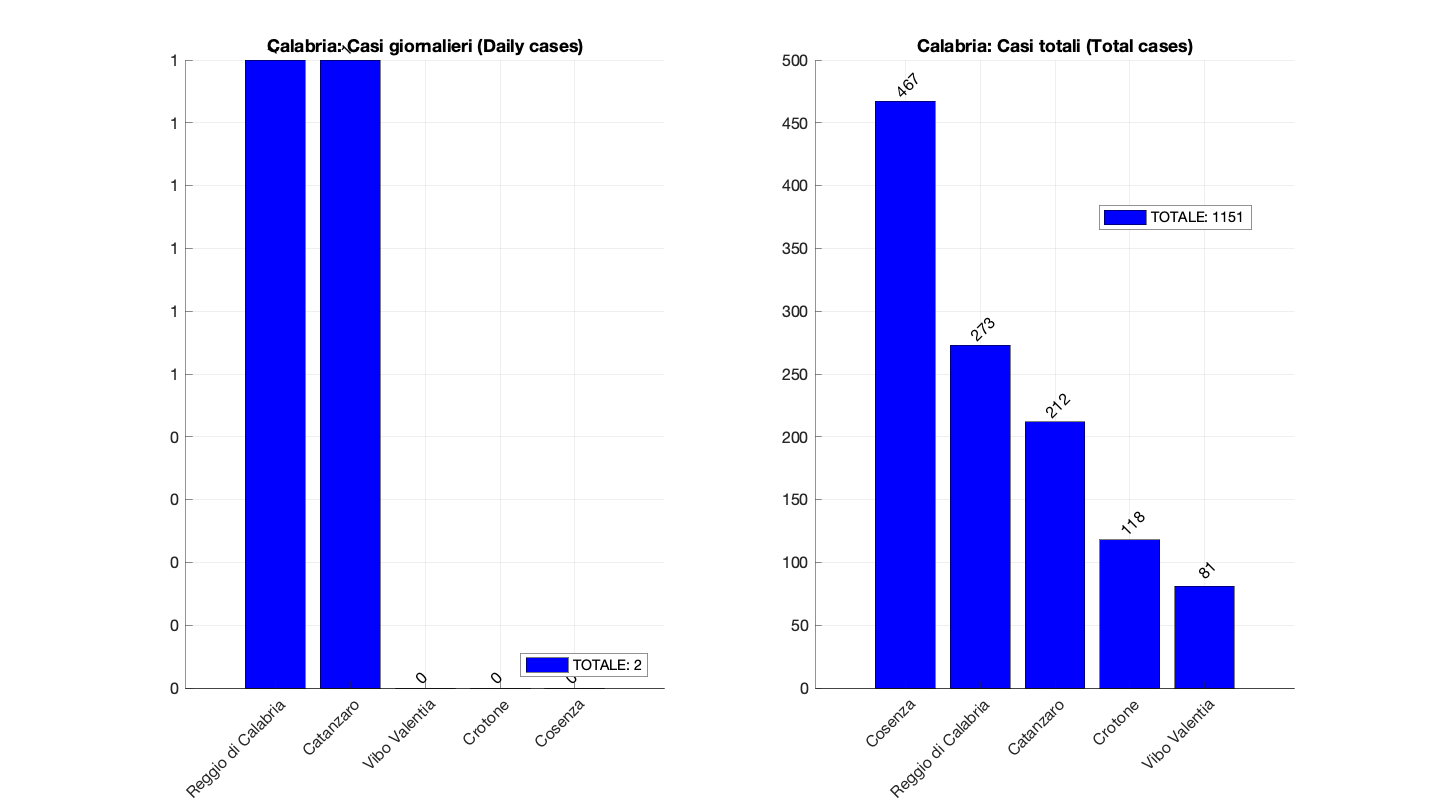 Calabria: Casi giornalieri (Daily cases)
1
1
1
1
1
1
0
0
0
0
0
0
0
0
TOTALE: 2
Reggio di Calabria
Catanzaro
Vibo Valentia
Crotone
Cosenza
Calabria: Casi totali (Total cases)
500
450
400
350
300
250
200
150
100
50
0
467
273
212
118
81
TOTALE: 1151
Cosenza
Reggio di Calabria
Catanzaro
Crotone
Vibo Valentia